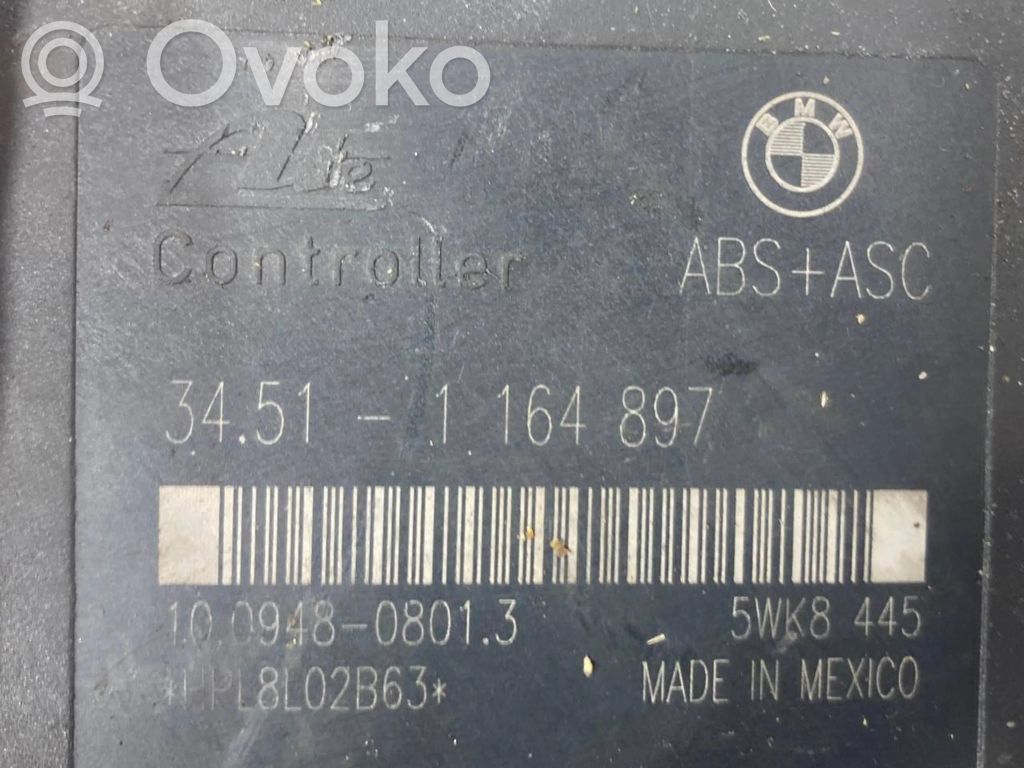 Ovoko
BMW
Ate
Controller
ABS+ASC
34.51 - 1 164 897
10.0948-0801.3
5WK8 445
MADE IN MEXICO